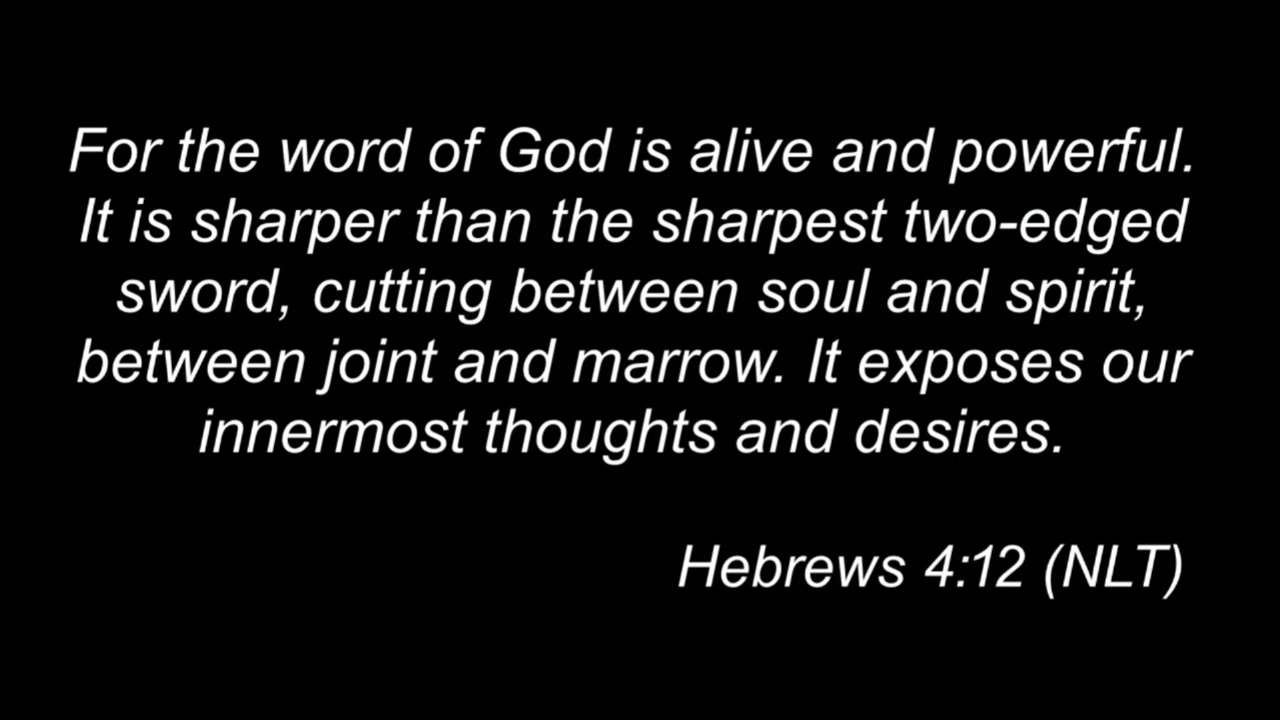 For the word of God is alive and powerful.
It is sharper than the sharpest two-edged
sword, cutting between soul and spirit,
between joint and marrow. It exposes our
innermost thoughts and desires.
Hebrews 4:12 (NLT)